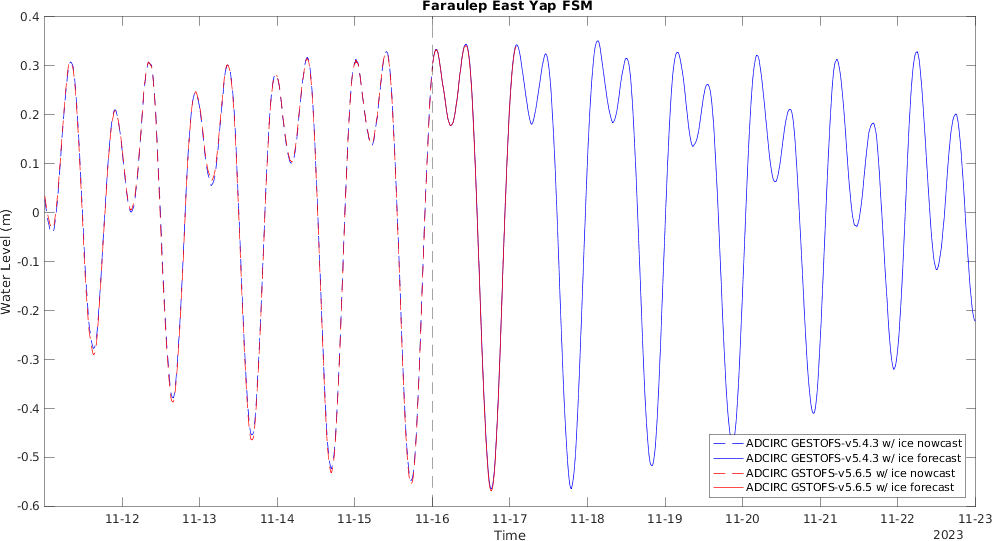 Faraulep East Yap FSM
0.4
0.3
0.2
0.1
0
-0.1
-0.2
-0.3
-0.4
-0.5
-0.6
Water Level (m)
ADCIRC GESTOFS-v5.4.3 w/ ice nowcast
ADCIRC GESTOFS-v5.4.3 w/ ice forecast
ADCIRC GSTOFS-v5.6.5 w/ ice nowcast
ADCIRC GSTOFS-v5.6.5 w/ ice forecast
11-12 11-13 11-14 11-15 11-16 11-17 11-18 11-19 11-20 11-21 11-22 11-23
Time
2023